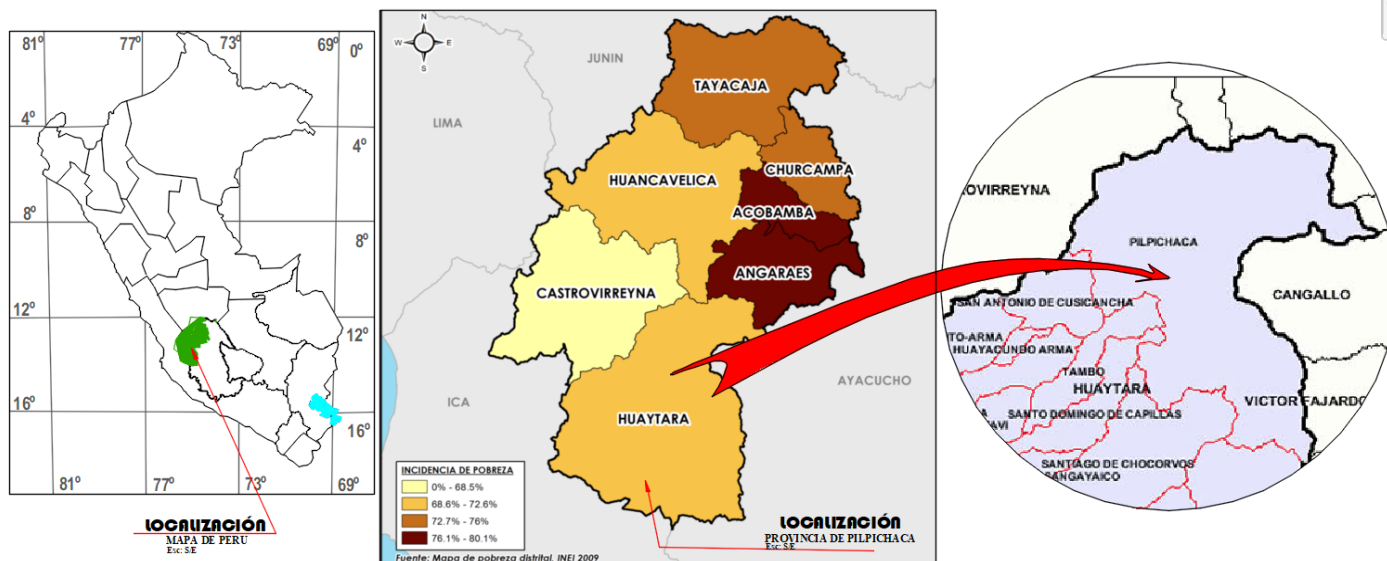 81º 77º 73º 69º
0º
4º 4º
8º 8º
12º 12º
16º 16º
81º 77º 73º 69º
LOCALIZACIÓN
MAPA DE PERU
Esc: S/E
N
W E
S
JUNIN
LIMA
TAYACAJA
HUANCAVELICA
CHURCAMPA
ACOBAMBA
ANGARAES
CASTROVIRREYNA
AYACUCHO
ICA
HUAYTARA
INCIDENCIA DE POBREZA
0% - 68.5%
68.6% - 72.6%
72.7% - 76%
76.1% - 80.1%
Fuente: Mapa de pobreza distrital, INEI 2009
LOCALIZACIÓN
PROVINCIA DE PILPICHACA
Esc: S/E
OVIRREYNA
PILPICHACA
CANGALLO
SAN ANTONIO DE CUSICANCHA
TO-ARMA
HUAYACUNDO ARMA
TAMBO
HUAYTARA
VICTOR FAJARDO
SANTO DOMINGO DE CAPILLAS
AVI
SANTIAGO DE CHOCORVOS
SANGAYAICO